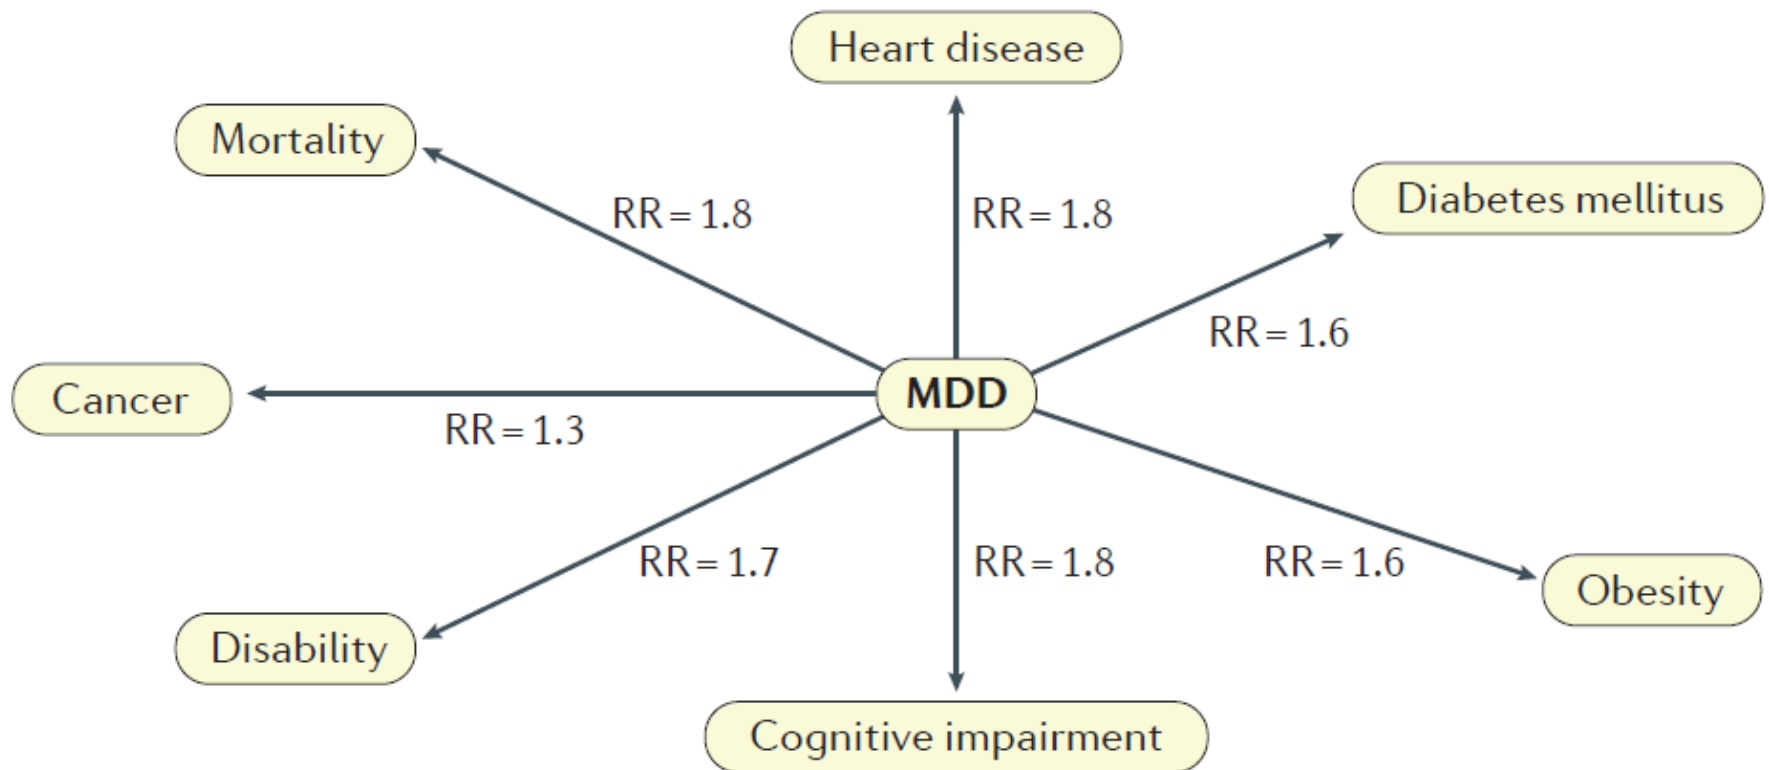 Heart disease
Mortality
Diabetes mellitus
RR = 1.8
RR = 1.8
RR = 1.6
Cancer
MDD
RR = 1.3
RR = 1.7
RR = 1.8
RR = 1.6
Obesity
Disability
Cognitive impairment